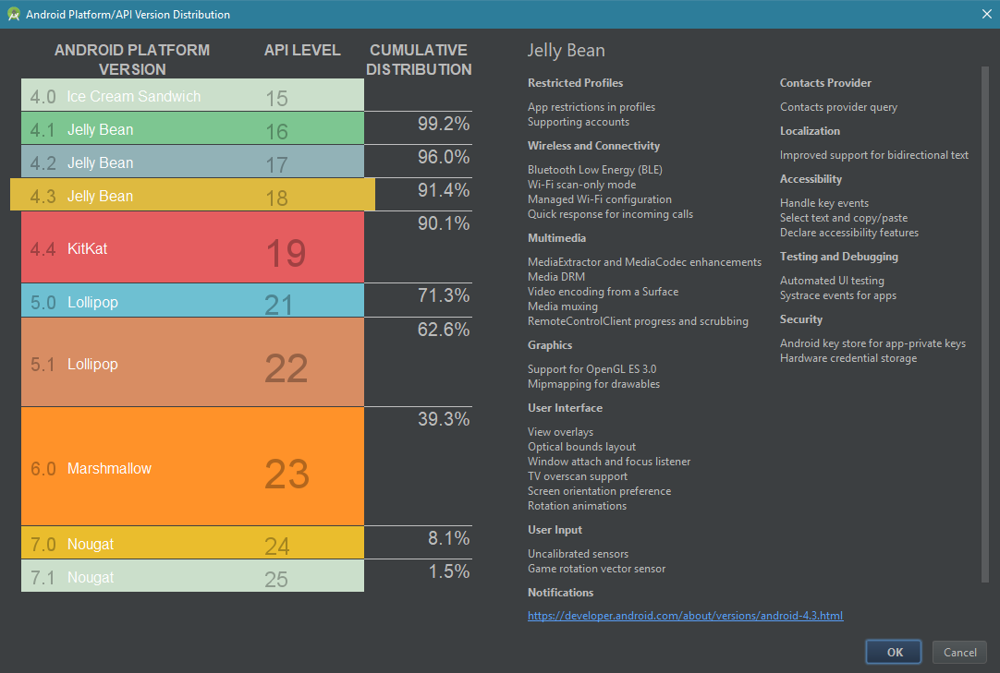 Android Platform/API Version Distribution
ANDROID PLATFORM
VERSION
API LEVEL
CUMULATIVE
DISTRIBUTION
4.0 Ice Cream Sandwich 15
99.2%
4.1 Jelly Bean 16
96.0%
4.2 Jelly Bean 17
91.4%
4.3 Jelly Bean 18
90.1%
4.4 KitKat 19
71.3%
5.0 Lollipop 21
62.6%
5.1 Lollipop 22
39.3%
6.0 Marshmallow 23
8.1%
7.0 Nougat 24
1.5%
7.1 Nougat 25
Jelly Bean
Restricted Profiles
App restrictions in profiles
Supporting accounts
Wireless and Connectivity
Bluetooth Low Energy (BLE)
Wi-Fi scan-only mode
Managed Wi-Fi configuration
Quick response for incoming calls
Multimedia
MediaExtractor and MediaCodec enhancements
Media DRM
Video encoding from a Surface
Media muxing
RemoteControlClient progress and scrubbing
Graphics
Support for OpenGL ES 3.0
Mipmapping for drawables
User Interface
View overlays
Optical bounds layout
Window attach and focus listener
TV overscan support
Screen orientation preference
Rotation animations
User Input
Uncalibrated sensors
Game rotation vector sensor
Notifications
Contacts Provider
Contacts provider query
Localization
Improved support for bidirectional text
Accessibility
Handle key events
Select text and copy/paste
Declare accessibility features
Testing and Debugging
Automated UI testing
Systrace events for apps
Security
Android key store for app-private keys
Hardware credential storage
https://developer.android.com/about/versions/android-4.3.html
OK
Cancel